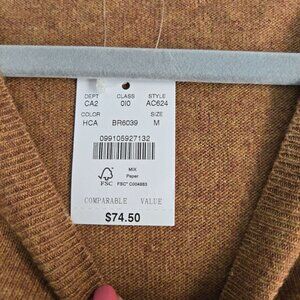 DEPT CLASS STYLE
CA2 010 AC624
COLOR SIZE
HCA BR6039 M
099105927132
MIX
Paper
FSC FSC® C004883
COMPARABLE VALUE
$74.50